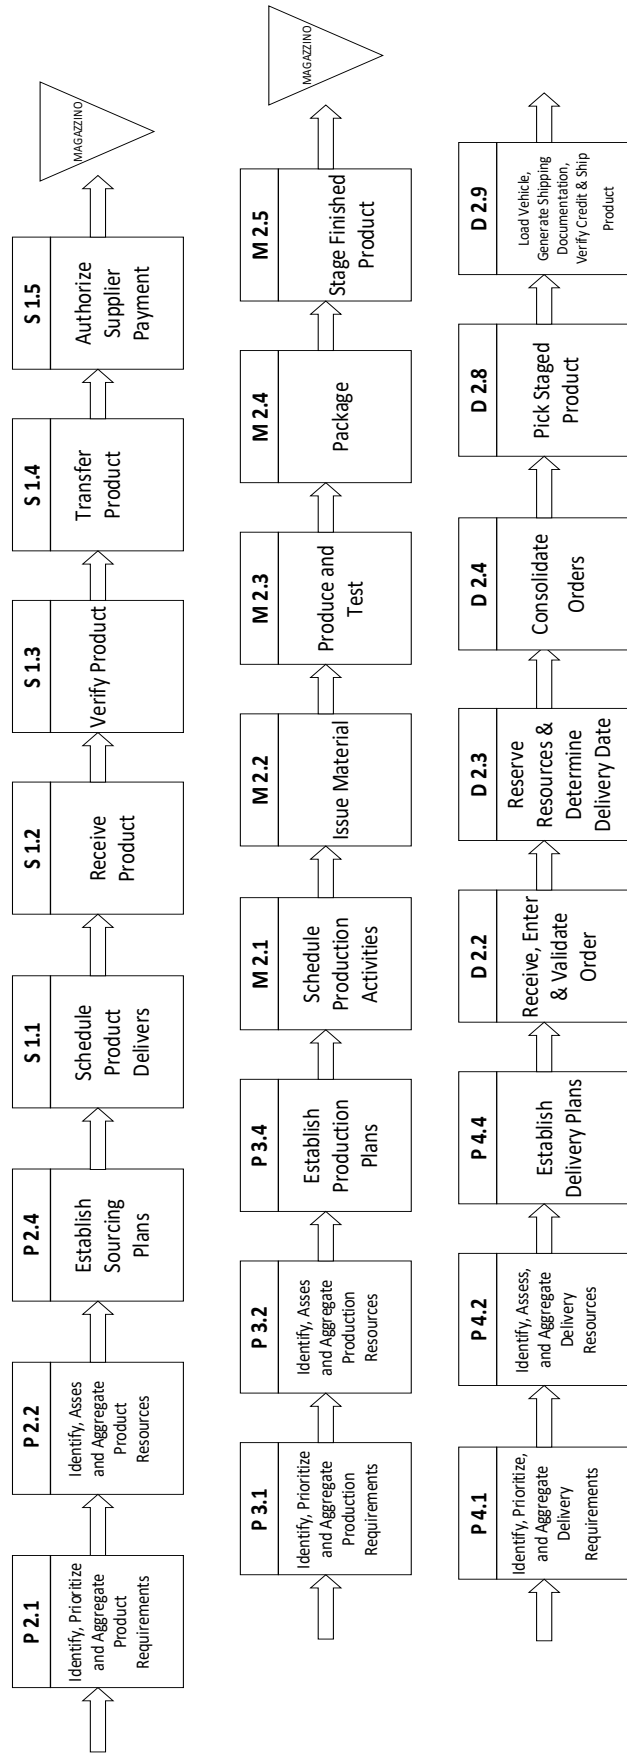 P 2.1
Identify, Prioritize
and Aggregate
Product
Requirements
P 2.2
Identify, Asses
and Aggregate
Product
Resources
P 2.4
Establish
Sourcing
Plans
S 1.1
Schedule
Product
Delivers
S 1.2
Receive
Product
S 1.3
Verify Product
S 1.4
Transfer
Product
S 1.5
Authorize
Supplier
Payment
MAGAZZINO
P 3.1
Identify, Prioritize
and Aggregate
Production
Requirements
P 3.2
Identify, Asses
and Aggregate
Production
Resources
P 3.4
Establish
Production
Plans
M 2.1
Schedule
Production
Activities
M 2.2
Issue Material
M 2.3
Produce and
Test
M 2.4
Package
M 2.5
Stage Finished
Product
MAGAZZINO
P 4.1
Identify, Prioritize,
and Aggregate
Delivery
Requirements
P 4.2
Identify, Assess,
and Aggregate
Delivery
Resources
P 4.4
Establish
Delivery Plans
D 2.2
Receive, Enter
& Validate
Order
D 2.3
Reserve
Resources &
Determine
Delivery Date
D 2.4
Consolidate
Orders
D 2.8
Pick Staged
Product
D 2.9
Load Vehicle,
Generate Shipping
Documentation,
Verify Credit & Ship
Product